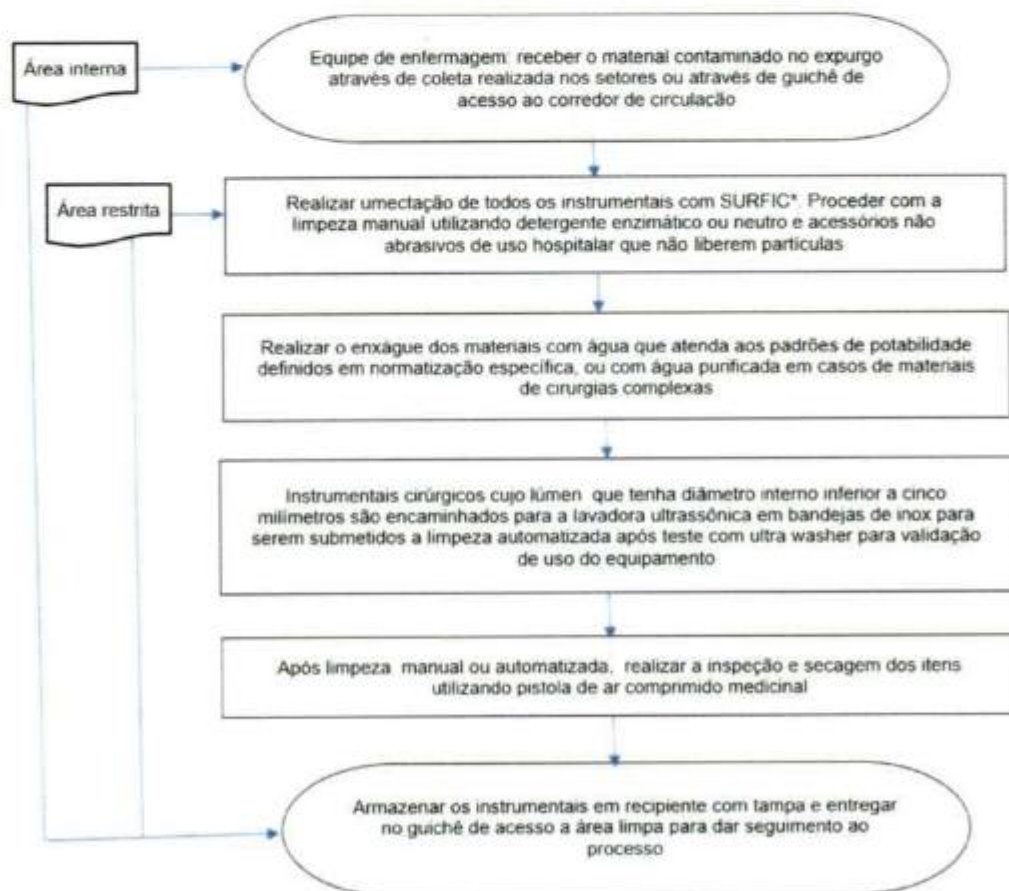 Área interna
Equipe de enfermagem: receber o material contaminado no expurgo
através de coleta realizada nos setores ou através de guichê de
acesso ao corredor de circulação
Área restrita
Realizar umectação de todos os instrumentais com SURFIC*. Proceder com a
limpeza manual utilizando detergente enzimático ou neutro e acessórios não
abrasivos de uso hospitalar que não liberem partículas
Realizar o enxágue dos materiais com água que atenda aos padrões de potabilidade
definidos em normatização específica, ou com água purificada em casos de materiais
de cirurgias complexas
Instrumentais cirúrgicos cujo lúmen que tenha diâmetro interno inferior a cinco
milímetros são encaminhados para a lavadora ultrassônica em bandejas de inox para
serem submetidos a limpeza automatizada após teste com ultra washer para validação
de uso do equipamento
Após limpeza manual ou automatizada, realizar a inspeção e secagem dos itens
utilizando pistola de ar comprimido medicinal
Armazenar os instrumentais em recipiente com tampa e entregar
no guichê de acesso a área limpa para dar seguimento ao
processo